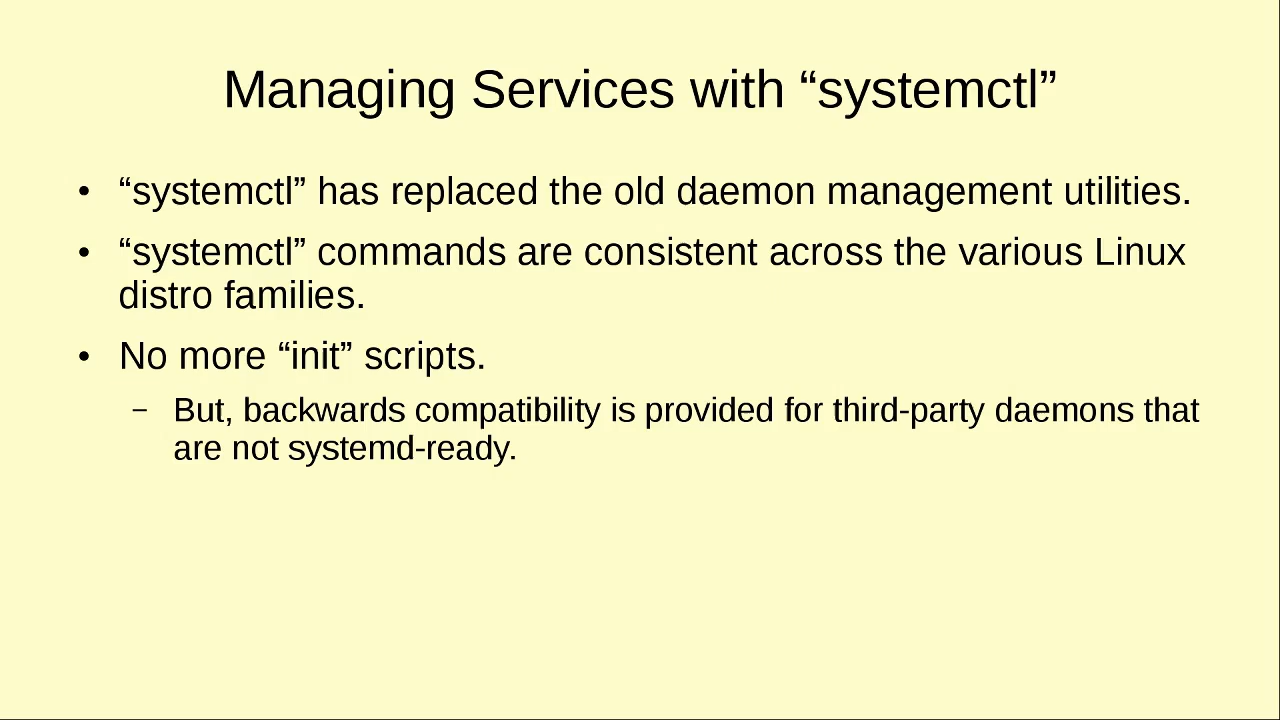 Managing Services with “systemctl”
• “systemctl” has replaced the old daemon management utilities.
• “systemctl” commands are consistent across the various Linux
distro families.
• No more “init” scripts.
– But, backwards compatibility is provided for third-party daemons that
are not systemd-ready.